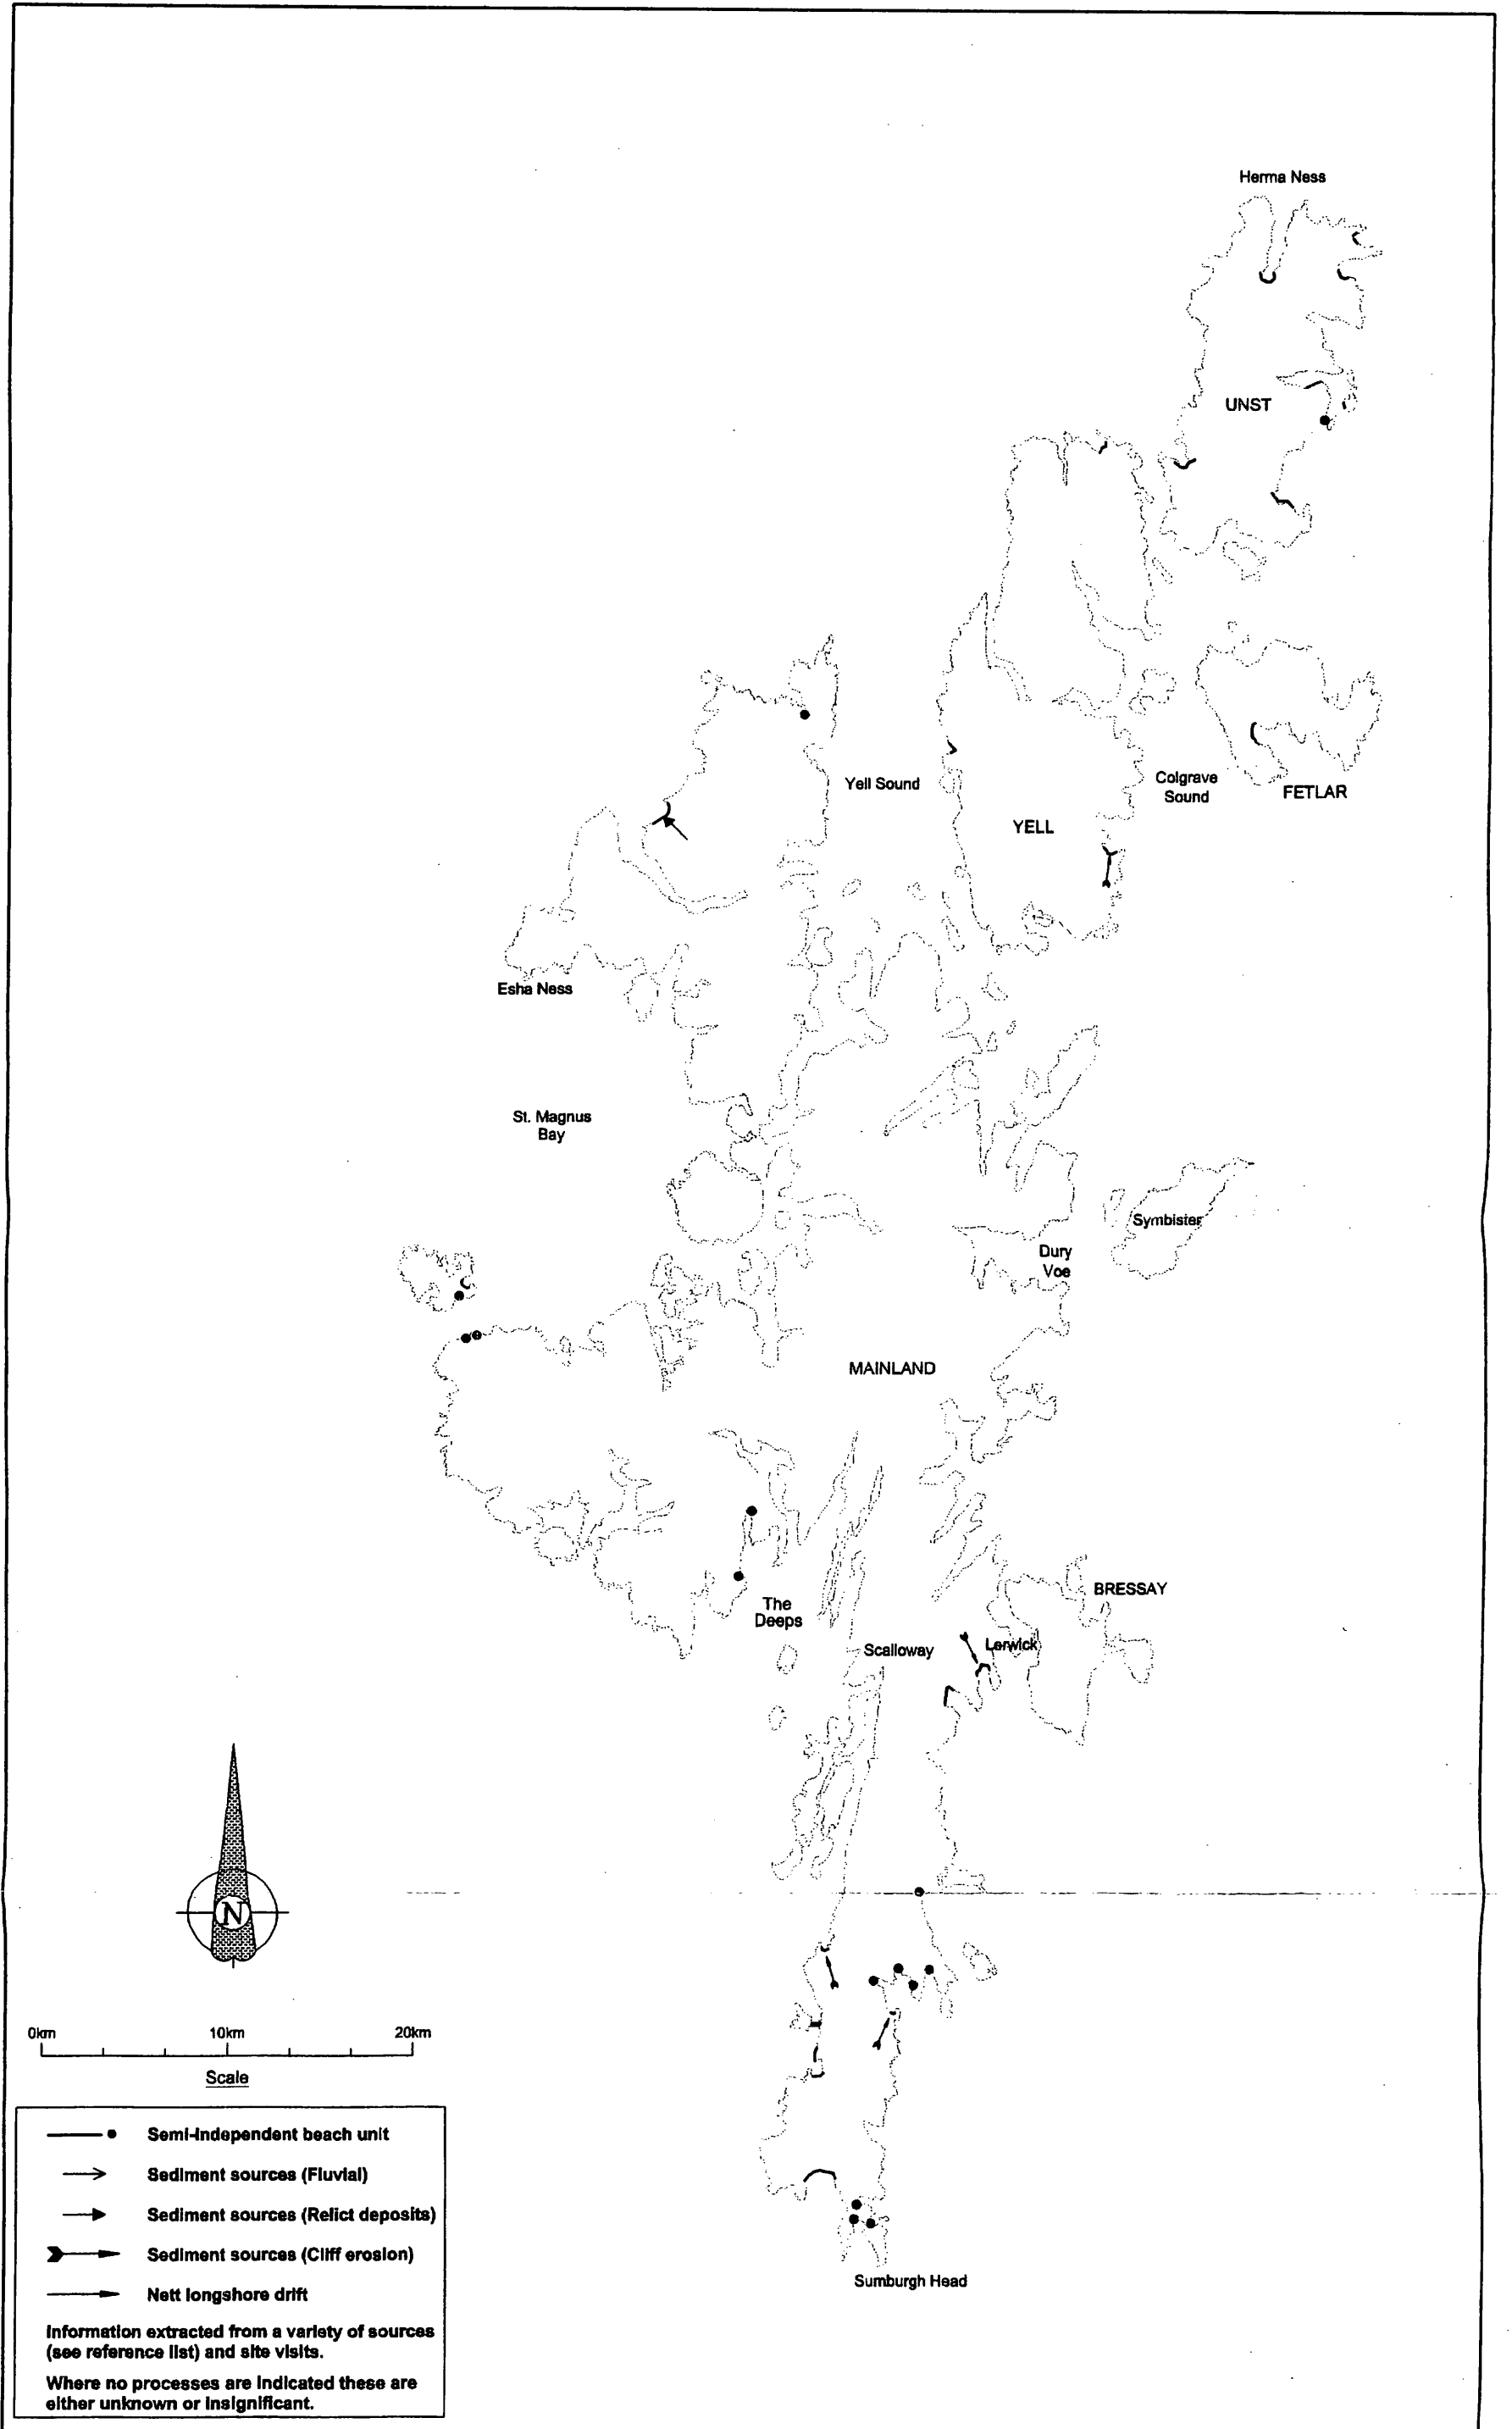 Herma Ness
UNST
Yell Sound
Colgrave
Sound
FETLAR
YELL
Esha Ness
St. Magnus
Bay
Symbister
Dury
Voe
MAINLAND
BRESSAY
The
Deeps
Scalloway
Lerwick
N
0km 10km 20km
Scale
Semi-independent beach unit
Sediment sources (Fluvial)
Sediment sources (Relict deposits)
Sediment sources (Cliff erosion)
Nett longshore drift
Information extracted from a variety of sources
(see reference list) and site visits.
Where no processes are indicated these are
either unknown or insignificant.
Sumburgh Head